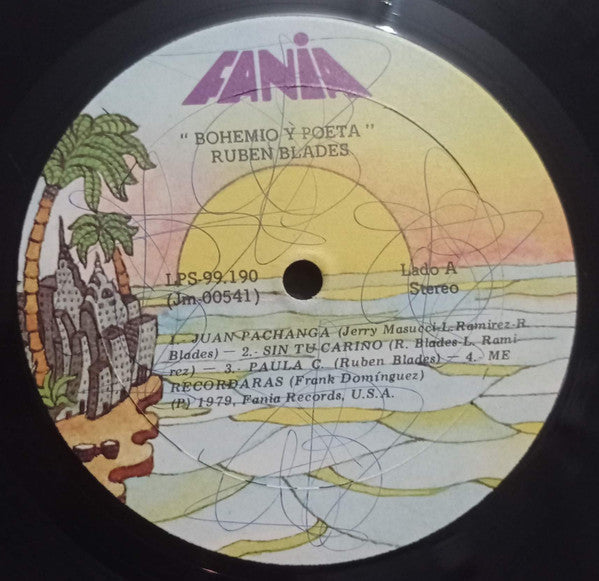 FANIA
" BOHEMIO Y POETA "
RUBEN BLADES
LPS-99.190
(Jm-00541)
Lado A
Stereo
1. JUAN PACHANGA (Jerry Masucci-L. Ramirez-R.
Blades) — 2. SIN TU CARINO (R. Blades-L. Rami-
rez) — 3. PAULA C. (Ruben Blades) — 4. ME
RECORDARAS (Frank Domínguez)
(P) 1979, Fania Records, U.S.A.